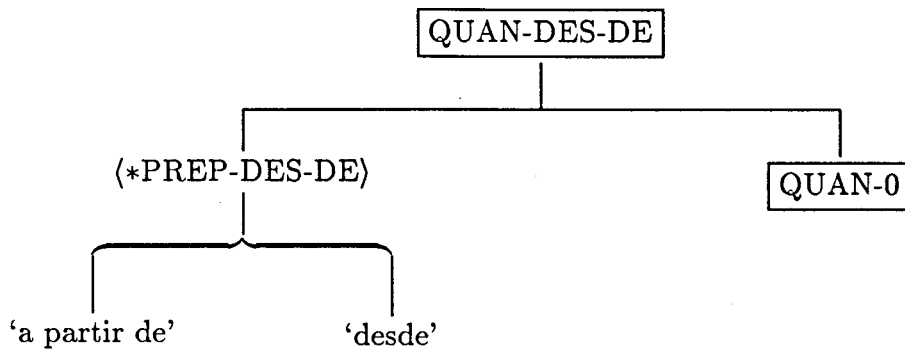 QUAN-DES-DE
⟨*PREP-DES-DE⟩
QUAN-0
‘a partir de’
‘desde’